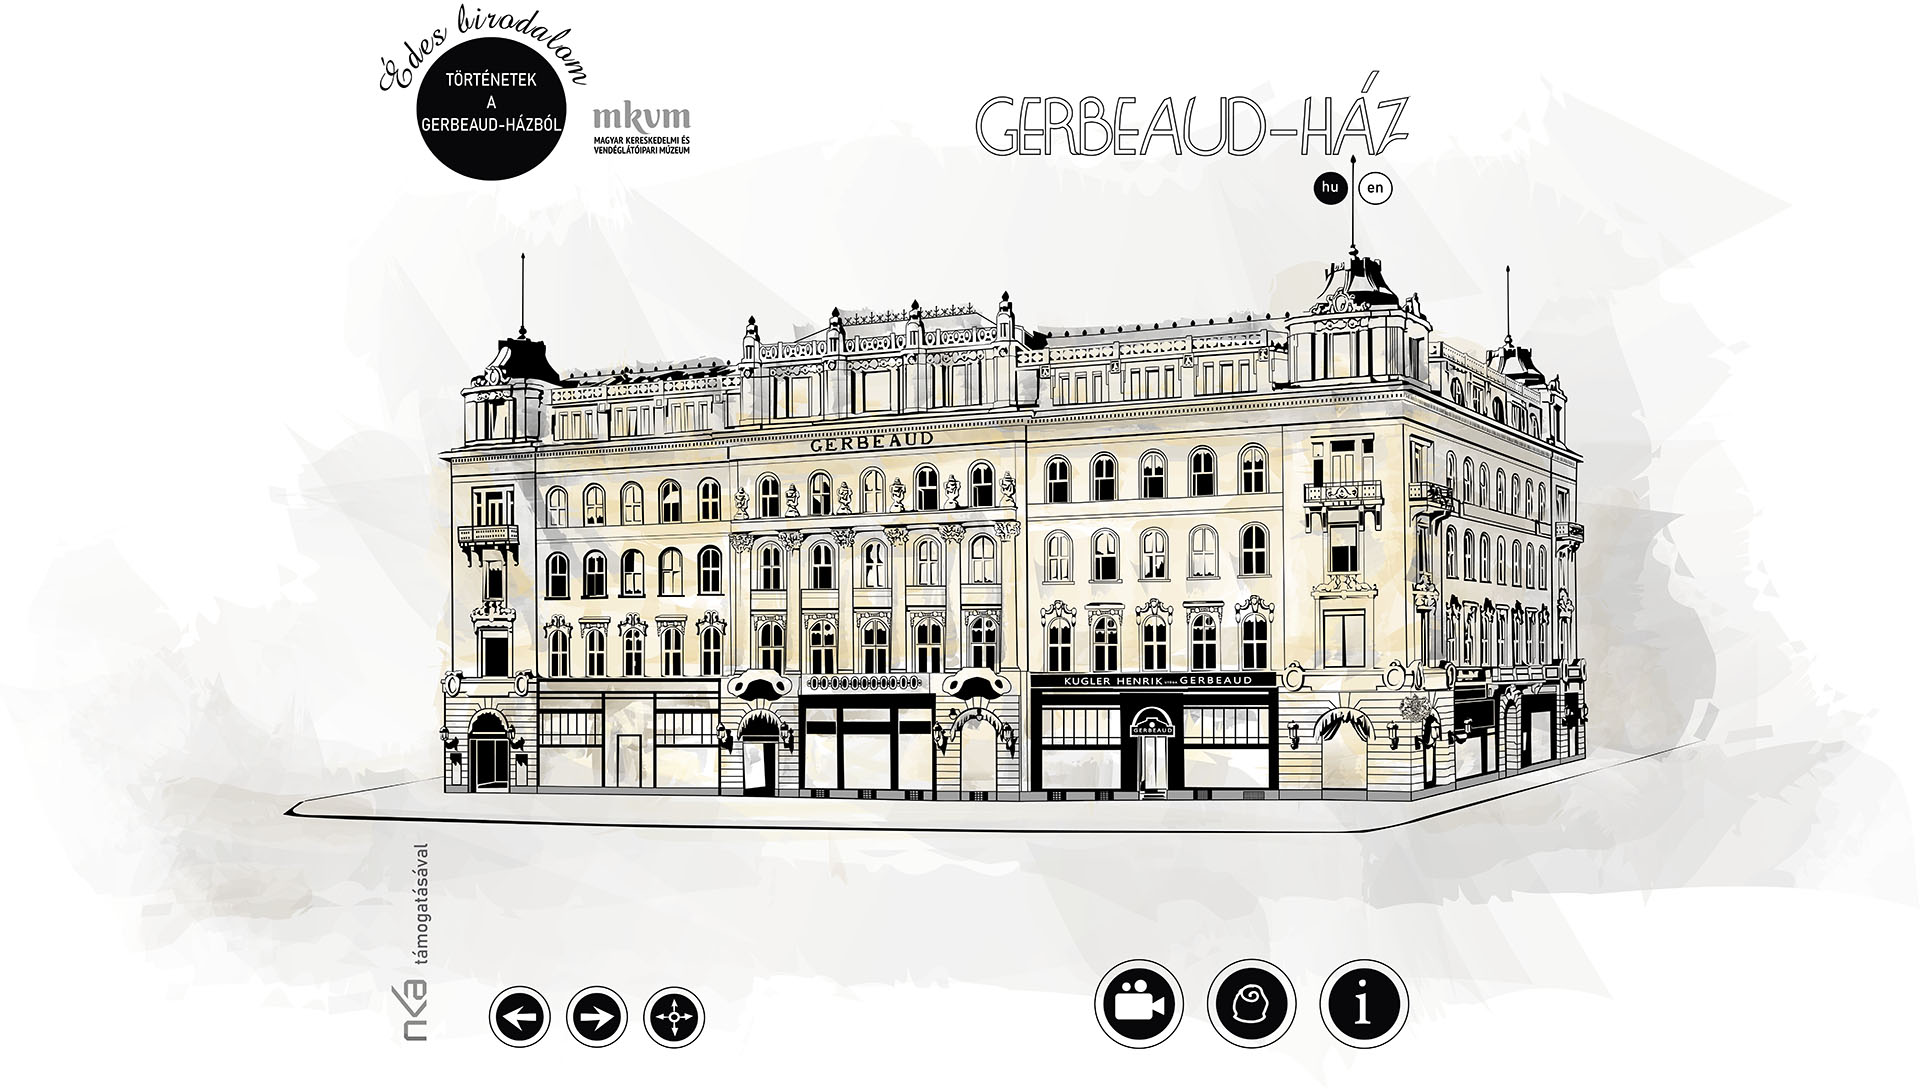 Édes birodalom
TÖRTÉNETEK
A
GERBEAUD-HÁZBÓL
mkvm
MAGYAR KERESKEDELMI ÉS
VENDÉGLÁTÓIPARI MÚZEUM
GERBEAUD-HÁZ
hu
en
GERBEAUD
KUGLER HENRIK UTÓDA GERBEAUD
GERBEAUD
nka támogatásával
i